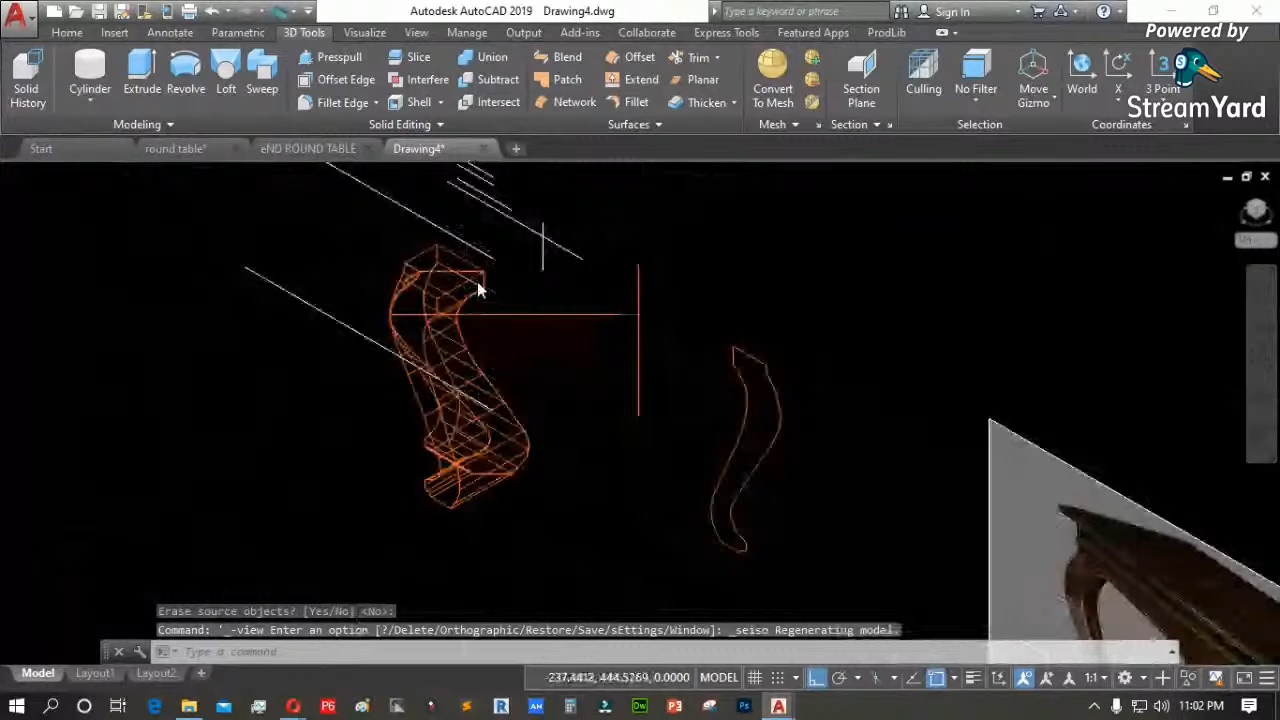 Autodesk AutoCAD 2019 Drawing4.dwg
Type a keyword or phrase
Sign In
Powered by
StreamYard
Home Insert Annotate Parametric 3D Tools Visualize View Manage Output Add-ins Collaborate Express Tools Featured Apps ProdLib
Solid History
Cylinder
Extrude
Revolve
Loft
Sweep
Presspull
Offset Edge
Fillet Edge
Slice
Interfere
Shell
Union
Subtract
Intersect
Blend
Patch
Network
Offset
Extend
Fillet
Trim
Planar
Thicken
Convert To Mesh
Section Plane
Culling
No Filter
Move Gizmo
World
X
3 Point
Modeling
Solid Editing
Surfaces
Mesh
Section
Selection
Coordinates
Start
round table*
eND ROUND TABLE
Drawing4*
Erase source objects? [Yes/No] <No>:
Command: '_-view Enter an option [?/Delete/Orthographic/Restore/Save/sEttings/Window]: _seiso Regenerating model.
Type a command
Model
Layout1
Layout2
-237.4412, 444.5269, 0.0000
MODEL
1:1
11:02 PM